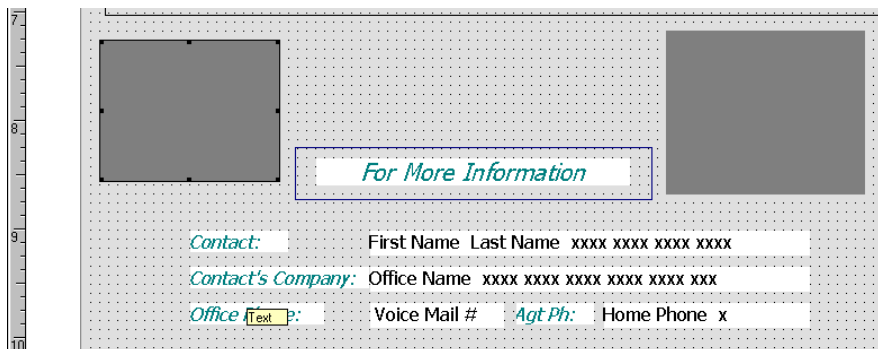 7
8
For More Information
9
Contact: First Name Last Name xxxx xxxx xxxx xxxx
Contact's Company: Office Name xxxx xxxx xxxx xxxx xxxx xxx
Office Text Voice Mail # Agt Ph: Home Phone x
10